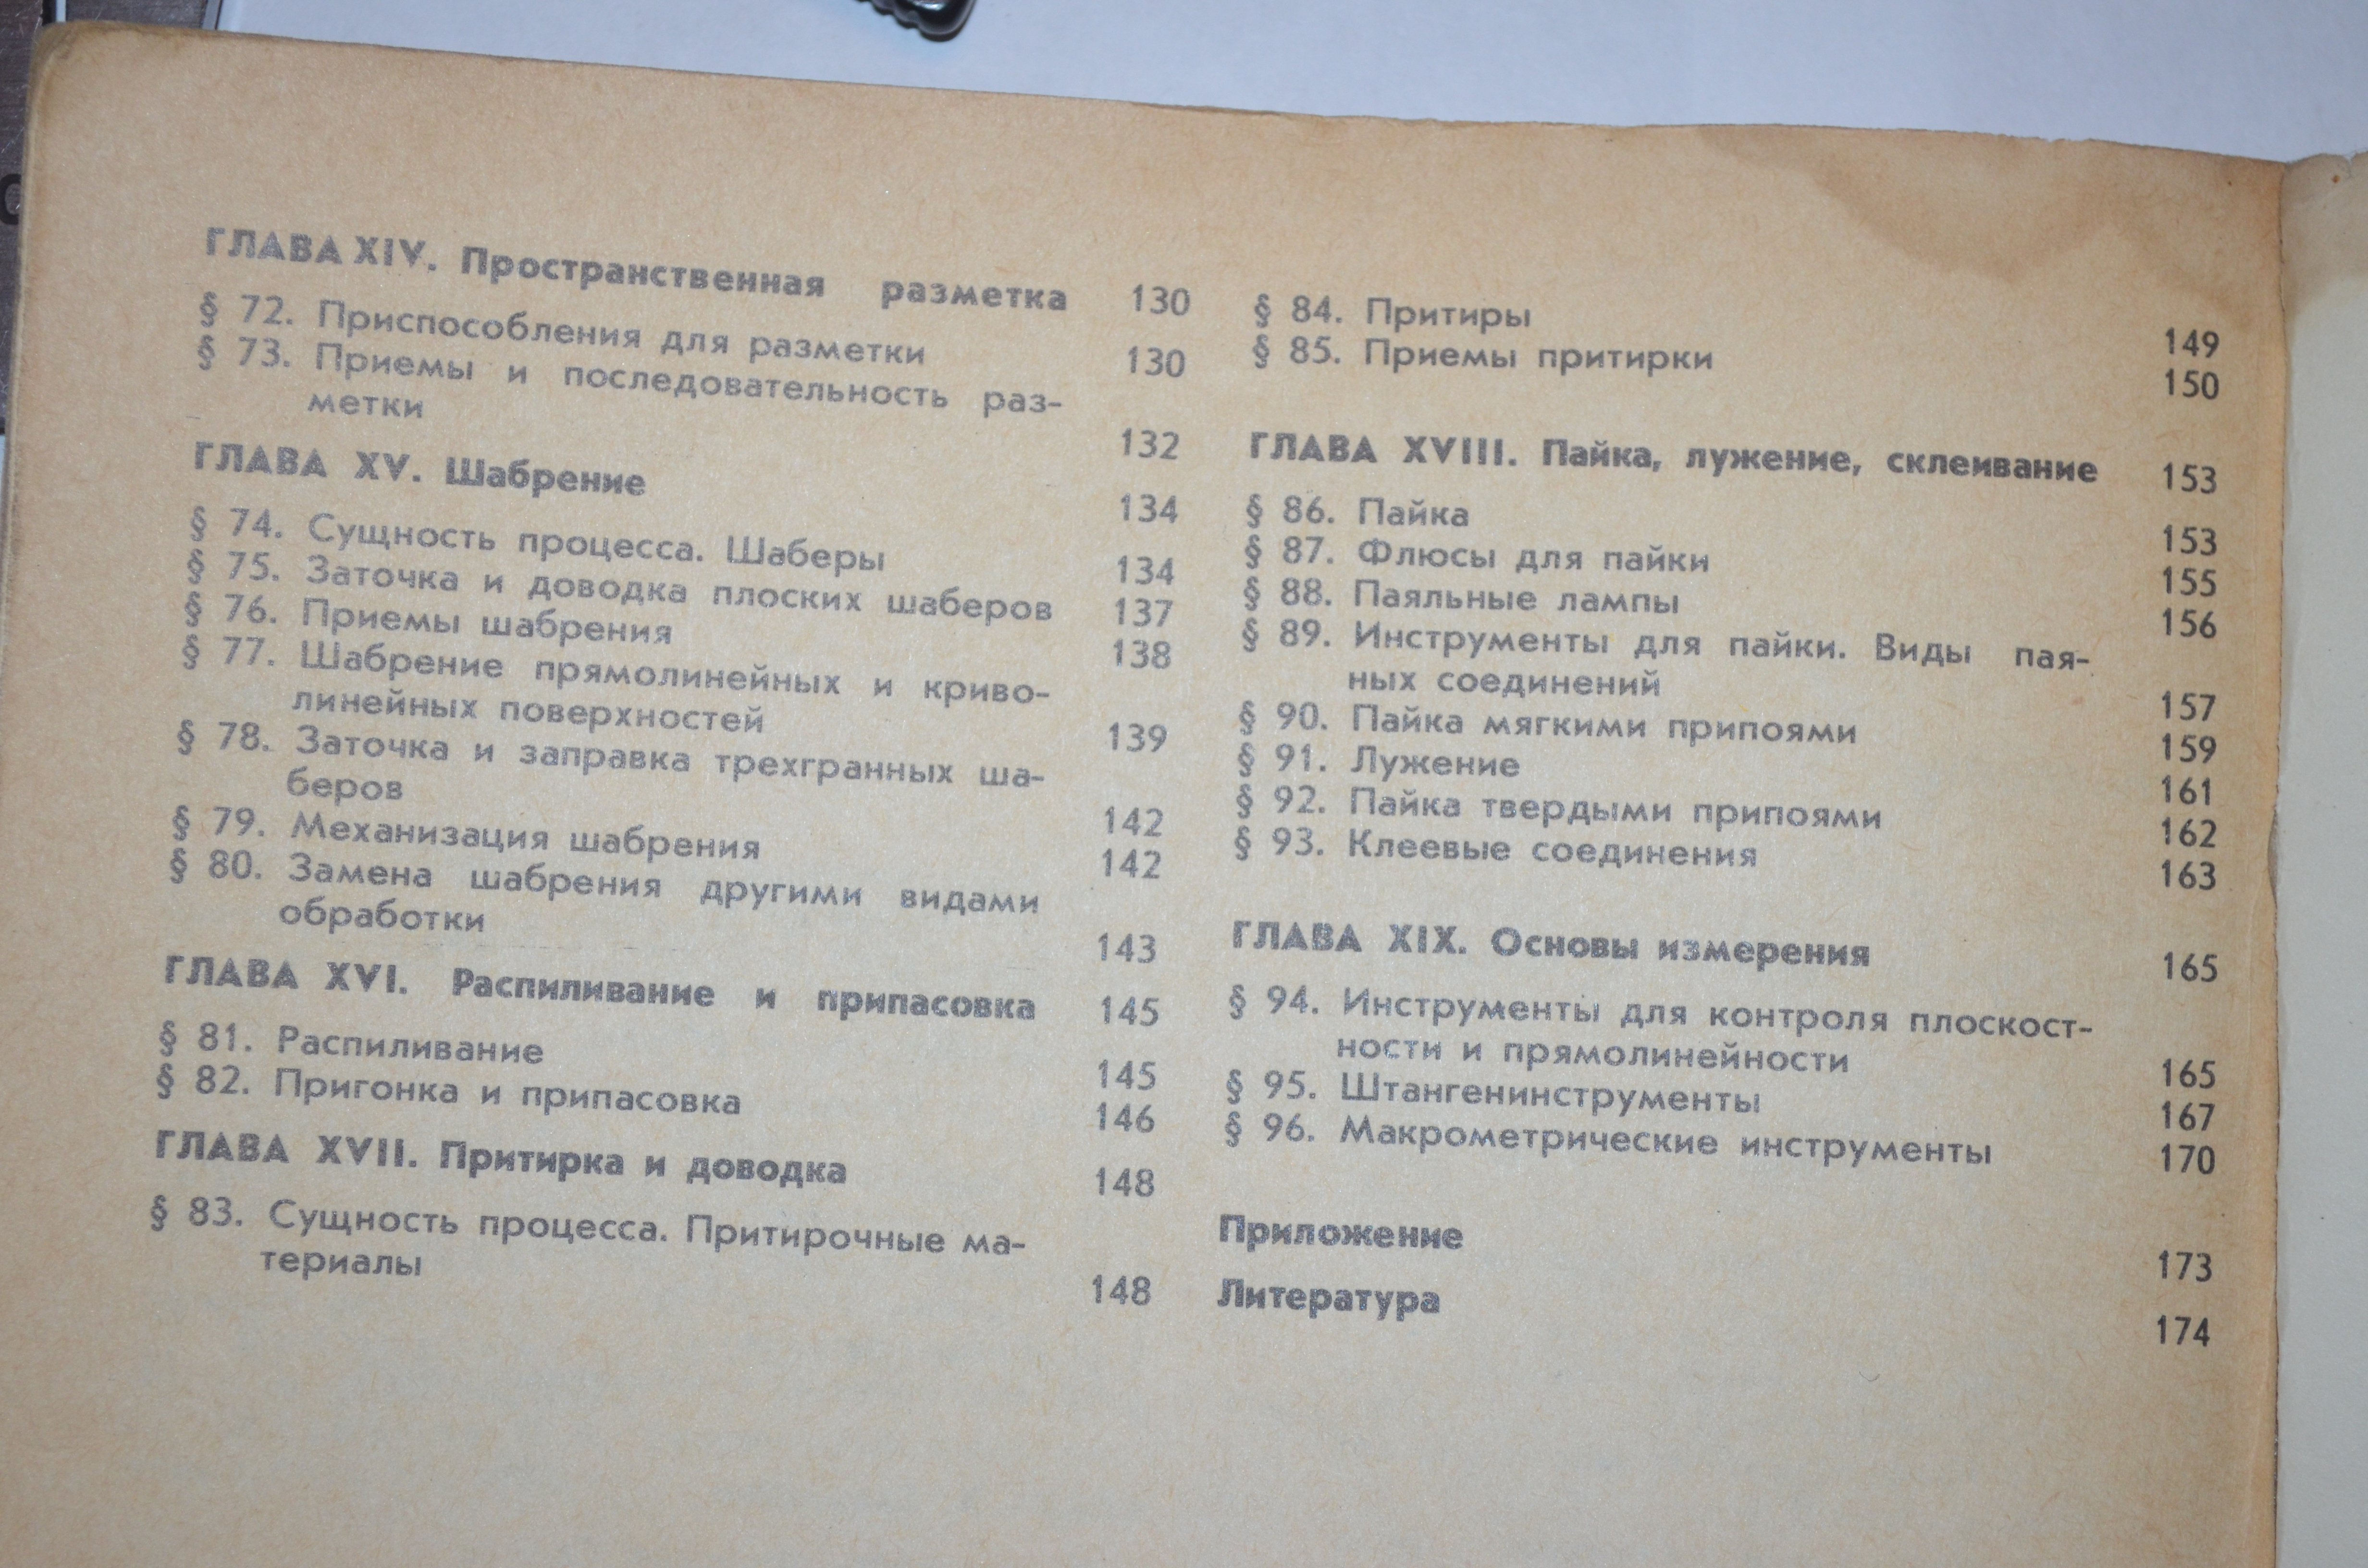 ГЛАВА XIV. Пространственная разметка 130
§ 72. Приспособления для разметки 130
§ 73. Приемы и последовательность раз-
метки 132
ГЛАВА XV. Шабрение 134
§ 74. Сущность процесса. Шаберы 134
§ 75. Заточка и доводка плоских шаберов 137
§ 76. Приемы шабрения 138
§ 77. Шабрение прямолинейных и криво-
линейных поверхностей 139
§ 78. Заточка и заправка трехгранных ша-
беров 142
§ 79. Механизация шабрения 142
§ 80. Замена шабрения другими видами
обработки 143
ГЛАВА XVI. Распиливание и припасовка 145
§ 81. Распиливание 145
§ 82. Пригонка и припасовка 146
ГЛАВА XVII. Притирка и доводка 148
§ 83. Сущность процесса. Притирочные ма-
териалы 148
§ 84. Притиры 149
§ 85. Приемы притирки 150
ГЛАВА XVIII. Пайка, лужение, склеивание 153
§ 86. Пайка 153
§ 87. Флюсы для пайки 155
§ 88. Паяльные лампы 156
§ 89. Инструменты для пайки. Виды пая-
ных соединений 157
§ 90. Пайка мягкими припоями 159
§ 91. Лужение 161
§ 92. Пайка твердыми припоями 162
§ 93. Клеевые соединения 163
ГЛАВА XIX. Основы измерения 165
§ 94. Инструменты для контроля плоскост-
ности и прямолинейности 165
§ 95. Штангенинструменты 167
§ 96. Макрометрические инструменты 170
Приложение 173
Литература 174